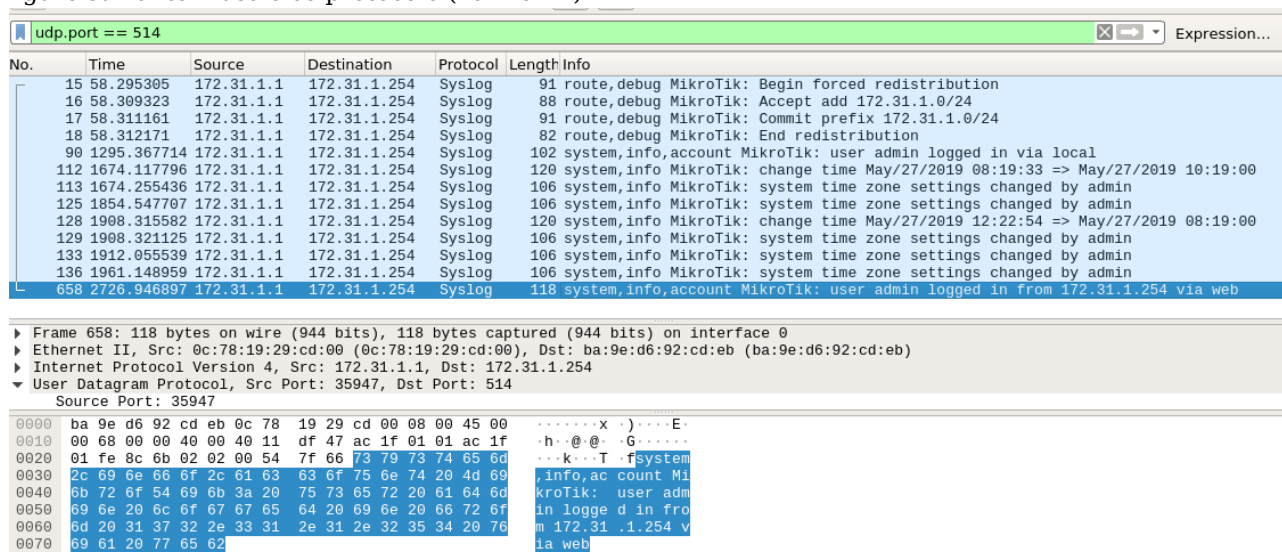 udp.port == 514 Expression...
No. Time Source Destination Protocol Length Info
15 58.295305 172.31.1.1 172.31.1.254 Syslog 91 route,debug MikroTik: Begin forced redistribution
16 58.309323 172.31.1.1 172.31.1.254 Syslog 88 route,debug MikroTik: Accept add 172.31.1.0/24
17 58.311161 172.31.1.1 172.31.1.254 Syslog 91 route,debug MikroTik: Commit prefix 172.31.1.0/24
18 58.312171 172.31.1.1 172.31.1.254 Syslog 82 route,debug MikroTik: End redistribution
90 1295.367714 172.31.1.1 172.31.1.254 Syslog 102 system,info,account MikroTik: user admin logged in via local
112 1674.117796 172.31.1.1 172.31.1.254 Syslog 120 system,info MikroTik: change time May/27/2019 08:19:33 => May/27/2019 10:19:00
113 1674.255436 172.31.1.1 172.31.1.254 Syslog 106 system,info MikroTik: system time zone settings changed by admin
125 1854.547707 172.31.1.1 172.31.1.254 Syslog 106 system,info MikroTik: system time zone settings changed by admin
128 1908.315582 172.31.1.1 172.31.1.254 Syslog 120 system,info MikroTik: change time May/27/2019 12:22:54 => May/27/2019 08:19:00
129 1908.321125 172.31.1.1 172.31.1.254 Syslog 106 system,info MikroTik: system time zone settings changed by admin
133 1912.055539 172.31.1.1 172.31.1.254 Syslog 106 system,info MikroTik: system time zone settings changed by admin
136 1961.148959 172.31.1.1 172.31.1.254 Syslog 106 system,info MikroTik: system time zone settings changed by admin
658 2726.946897 172.31.1.1 172.31.1.254 Syslog 118 system,info,account MikroTik: user admin logged in from 172.31.1.254 via web
Frame 658: 118 bytes on wire (944 bits), 118 bytes captured (944 bits) on interface 0
Ethernet II, Src: 0c:78:19:29:cd:00 (0c:78:19:29:cd:00), Dst: ba:9e:d6:92:cd:eb (ba:9e:d6:92:cd:eb)
Internet Protocol Version 4, Src: 172.31.1.1, Dst: 172.31.1.254
User Datagram Protocol, Src Port: 35947, Dst Port: 514
Source Port: 35947
0000 ba 9e d6 92 cd eb 0c 78 19 29 cd 00 08 00 45 00 ·······x ·)····E·
0010 00 68 00 00 40 00 40 11 df 47 ac 1f 01 01 ac 1f ·h··@·@· ·G······
0020 01 fe 8c 6b 02 02 00 54 7f 66 73 79 73 74 65 6d ···k···T ·fsystem
0030 2c 69 6e 66 6f 2c 61 63 63 6f 75 6e 74 20 4d 69 ,info,ac count Mi
0040 6b 72 6f 54 69 6b 3a 20 75 73 65 72 20 61 64 6d kroTik: user adm
0050 69 6e 20 6c 6f 67 67 65 64 20 69 6e 20 66 72 6f in logge d in fro
0060 6d 20 31 37 32 2e 33 31 2e 31 2e 32 35 34 20 76 m 172.31 .1.254 v
0070 69 61 20 77 65 62 ia web